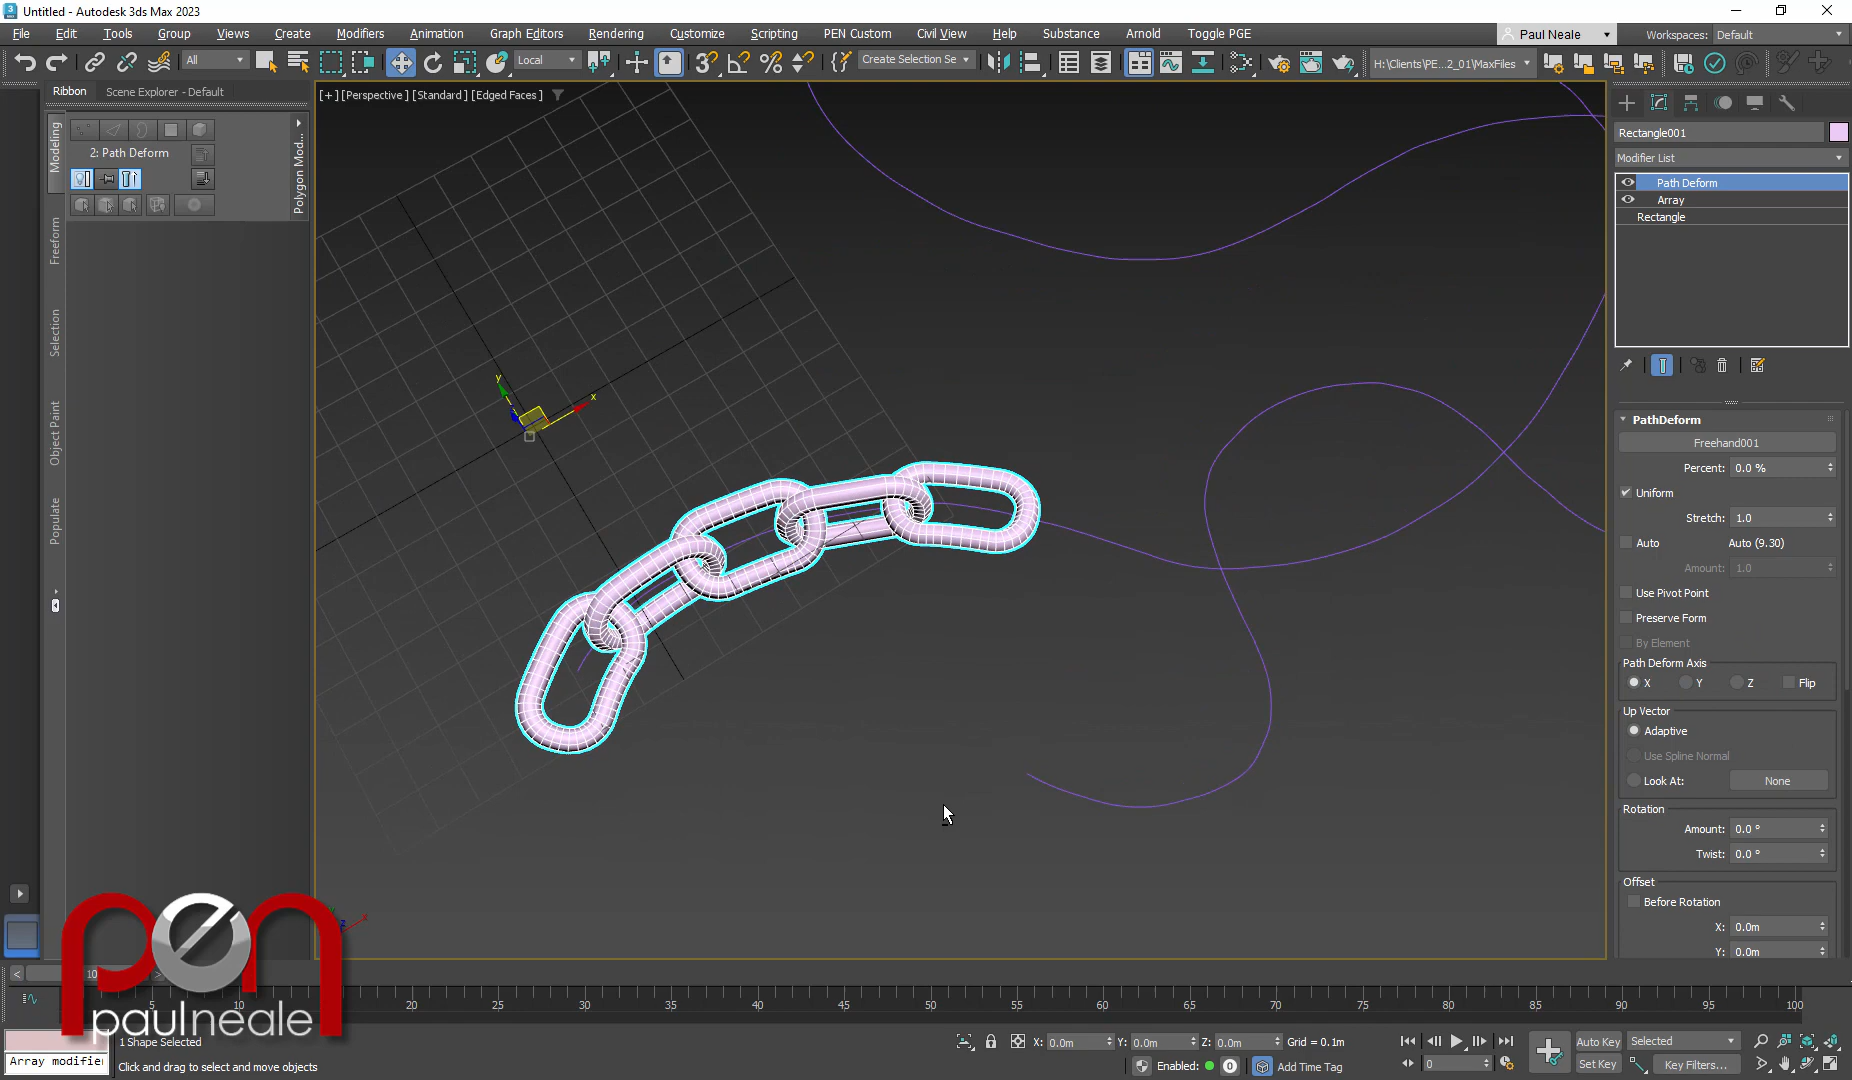 Untitled - Autodesk 3ds Max 2023
File Edit Tools Group Views Create Modifiers Animation Graph Editors Rendering Customize Scripting PEN Custom Civil View Help Substance Arnold Toggle PGE Paul Neale Workspaces: Default
All Local Create Selection Se H:\Clients\PE...2_01\MaxFiles
Ribbon Scene Explorer - Default
[+] [Perspective] [Standard] [Edged Faces]
2: Path Deform
Modeling
Freeform
Selection
Object Paint
Populate
Polygon Mod...
y
x
Rectangle001
Modifier List
Path Deform
Array
Rectangle
PathDeform
Freehand001
Percent: 0.0 %
Uniform
Stretch: 1.0
Auto Auto (9.30)
Amount: 1.0
Use Pivot Point
Preserve Form
By Element
Path Deform Axis
X Y Z Flip
Up Vector
Adaptive
Use Spline Normal
Look At: None
Rotation
Amount: 0.0 °
Twist: 0.0 °
Offset
Before Rotation
X: 0.0m
Y: 0.0m
pen
paulneale
< 10 >
5 10 20 25 30 35 40 45 50 55 60 65 70 75 80 85 90 95 100
1 Shape Selected
X: 0.0m Y: 0.0m Z: 0.0m Grid = 0.1m
Auto Key Selected
Array modifie
Click and drag to select and move objects
Enabled: 0 Add Time Tag
0 Set Key Key Filters...